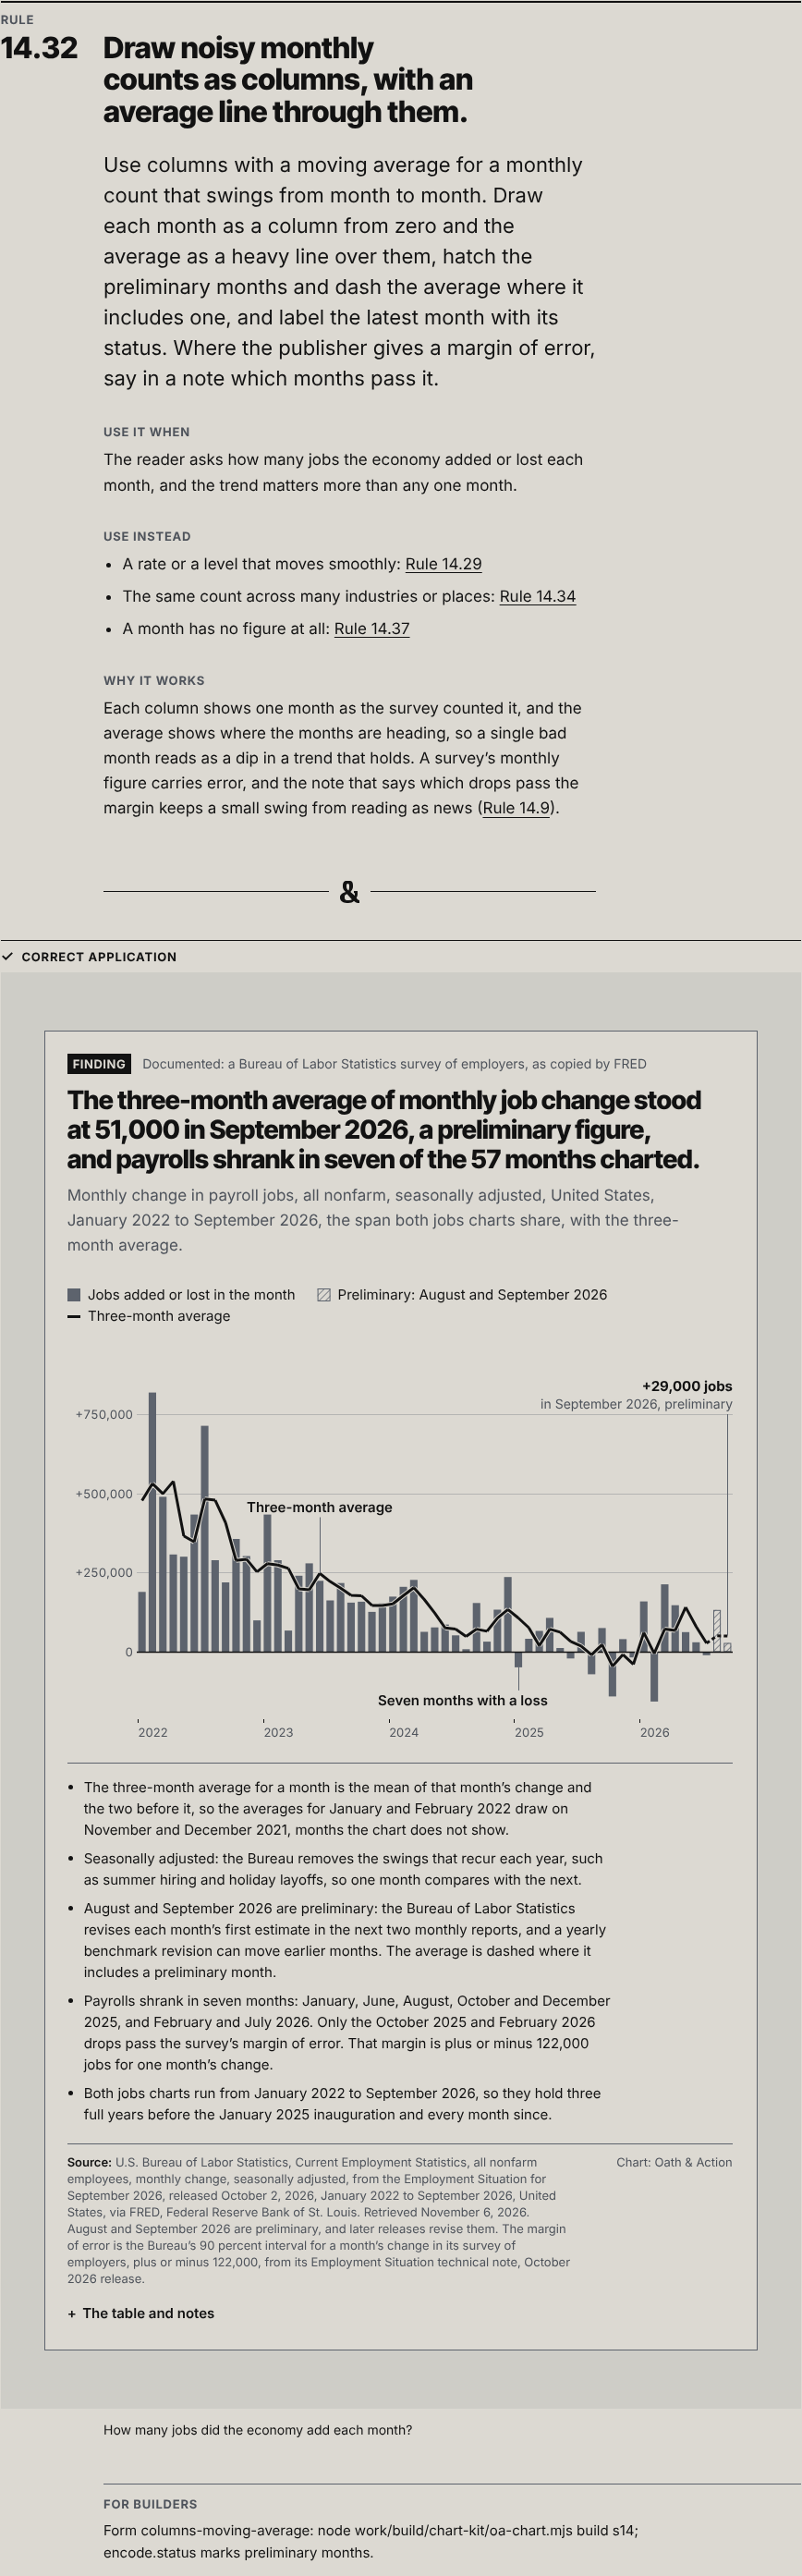 RULE
14.32
Draw noisy monthly
counts as columns, with an
average line through them.
Use columns with a moving average for a monthly
count that swings from month to month. Draw
each month as a column from zero and the
average as a heavy line over them, hatch the
preliminary months and dash the average where it
includes one, and label the latest month with its
status. Where the publisher gives a margin of error,
say in a note which months pass it.
USE IT WHEN
The reader asks how many jobs the economy added or lost each
month, and the trend matters more than any one month.
USE INSTEAD
• A rate or a level that moves smoothly: Rule 14.29
• The same count across many industries or places: Rule 14.34
• A month has no figure at all: Rule 14.37
WHY IT WORKS
Each column shows one month as the survey counted it, and the
average shows where the months are heading, so a single bad
month reads as a dip in a trend that holds. A survey’s monthly
figure carries error, and the note that says which drops pass the
margin keeps a small swing from reading as news (Rule 14.9).
&
✓ CORRECT APPLICATION
FINDING Documented: a Bureau of Labor Statistics survey of employers, as copied by FRED
The three-month average of monthly job change stood
at 51,000 in September 2026, a preliminary figure,
and payrolls shrank in seven of the 57 months charted.
Monthly change in payroll jobs, all nonfarm, seasonally adjusted, United States,
January 2022 to September 2026, the span both jobs charts share, with the three-
month average.
Jobs added or lost in the month Preliminary: August and September 2026
Three-month average
+29,000 jobs
in September 2026, preliminary
+750,000
+500,000
Three-month average
+250,000
0
Seven months with a loss
2022 2023 2024 2025 2026
• The three-month average for a month is the mean of that month’s change and
the two before it, so the averages for January and February 2022 draw on
November and December 2021, months the chart does not show.
• Seasonally adjusted: the Bureau removes the swings that recur each year, such
as summer hiring and holiday layoffs, so one month compares with the next.
• August and September 2026 are preliminary: the Bureau of Labor Statistics
revises each month’s first estimate in the next two monthly reports, and a yearly
benchmark revision can move earlier months. The average is dashed where it
includes a preliminary month.
• Payrolls shrank in seven months: January, June, August, October and December
2025, and February and July 2026. Only the October 2025 and February 2026
drops pass the survey’s margin of error. That margin is plus or minus 122,000
jobs for one month’s change.
• Both jobs charts run from January 2022 to September 2026, so they hold three
full years before the January 2025 inauguration and every month since.
Source: U.S. Bureau of Labor Statistics, Current Employment Statistics, all nonfarm
employees, monthly change, seasonally adjusted, from the Employment Situation for
September 2026, released October 2, 2026, January 2022 to September 2026, United
States, via FRED, Federal Reserve Bank of St. Louis. Retrieved November 6, 2026.
August and September 2026 are preliminary, and later releases revise them. The margin
of error is the Bureau’s 90 percent interval for a month’s change in its survey of
employers, plus or minus 122,000, from its Employment Situation technical note, October
2026 release.
Chart: Oath & Action
+ The table and notes
How many jobs did the economy add each month?
FOR BUILDERS
Form columns-moving-average: node work/build/chart-kit/oa-chart.mjs build s14;
encode.status marks preliminary months.